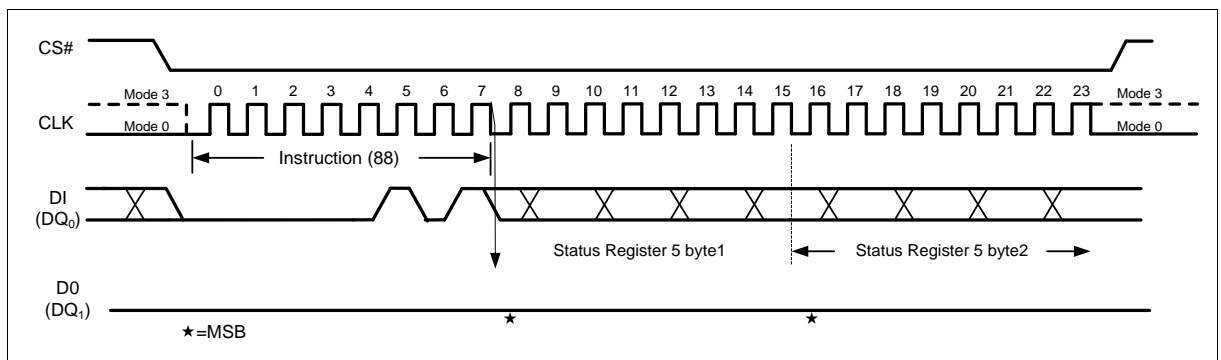 CS#
Mode 3
0 1 2 3 4 5 6 7 8 9 10 11 12 13 14 15 16 17 18 19 20 21 22 23
Mode 3
CLK
Mode 0
Mode 0
Instruction (88)
DI
(DQ0)
Status Register 5 byte1
Status Register 5 byte2
D0
(DQ1)
★=MSB
★
★